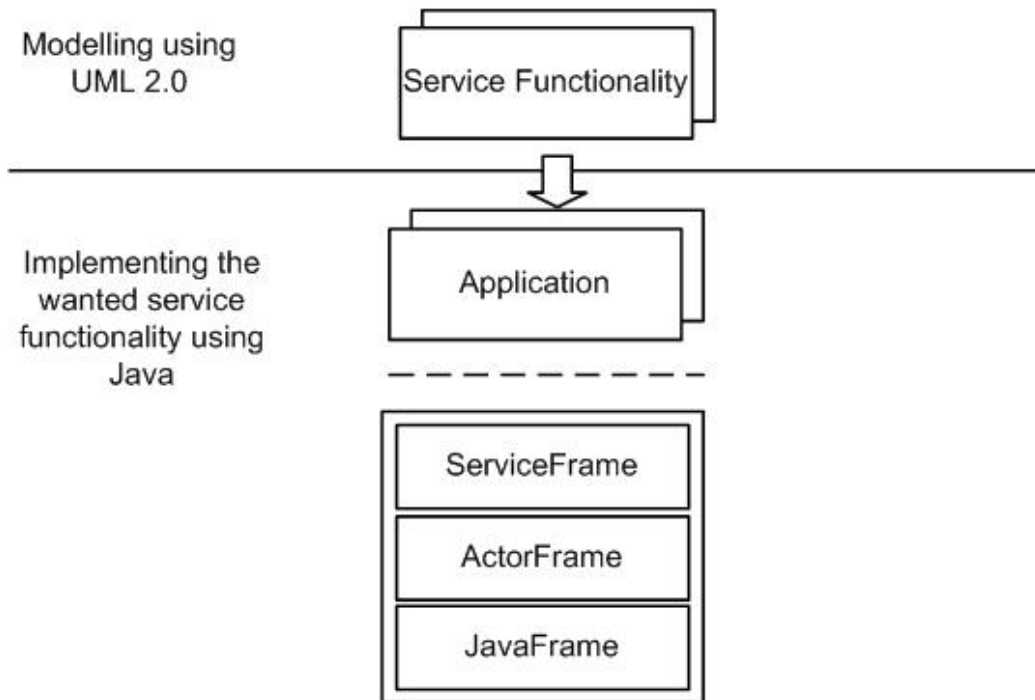 Modelling using
UML 2.0
Service Functionality
Implementing the
wanted service
functionality using
Java
Application
ServiceFrame
ActorFrame
JavaFrame